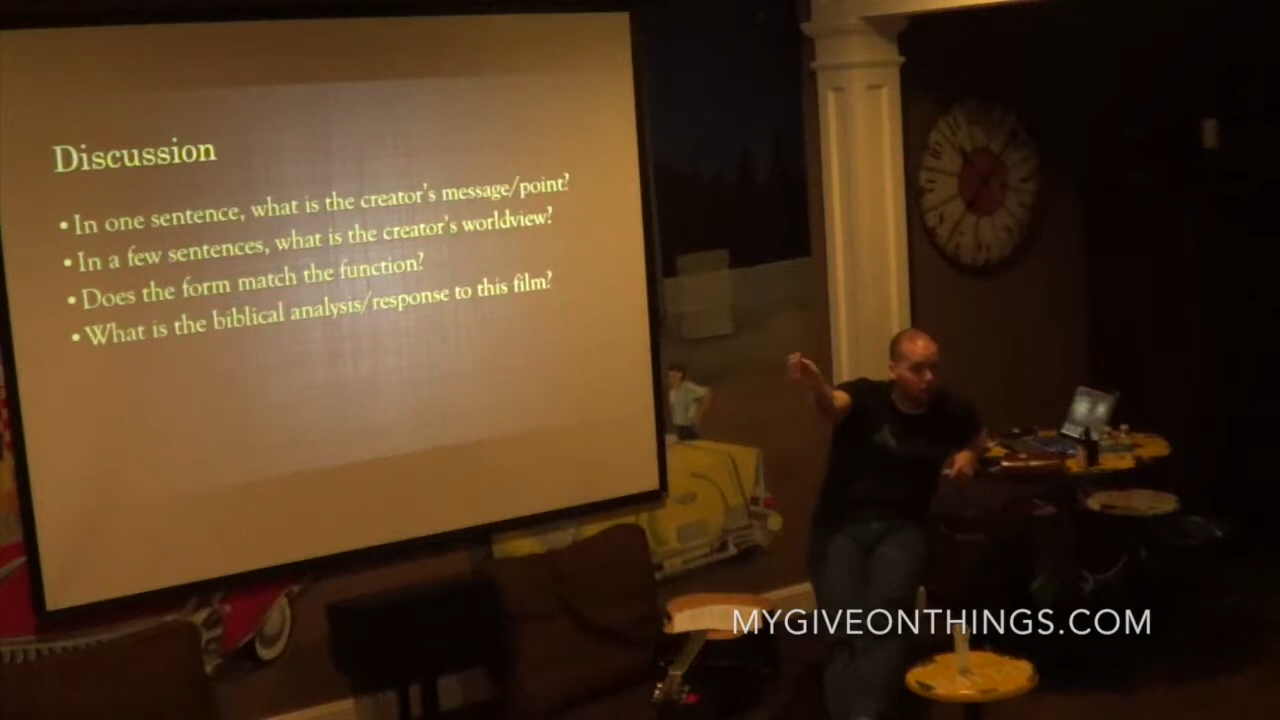 Discussion
• In one sentence, what is the creator's message/point?
• In a few sentences, what is the creator's worldview?
• Does the form match the function?
• What is the biblical analysis/response to this film?
MYGIVEONTHINGS.COM